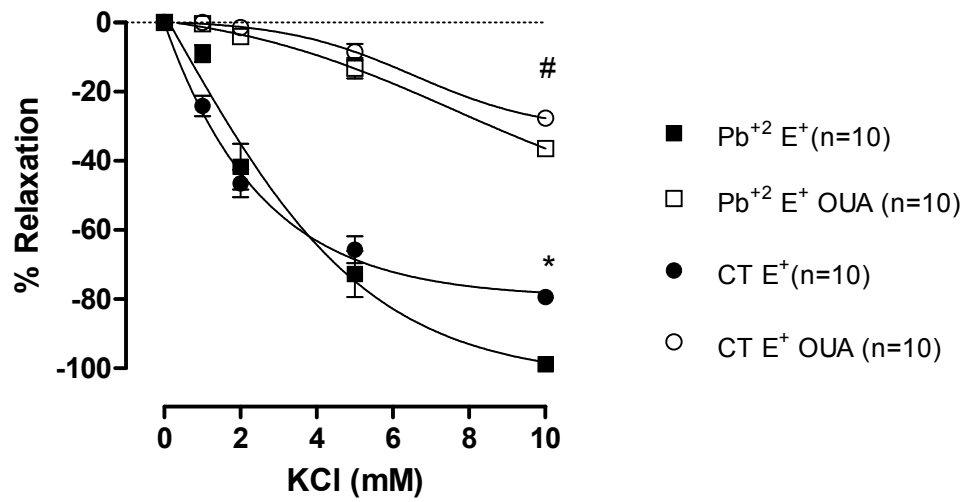 0
-20
-40
-60
-80
-100
% Relaxation
#
*
0 2 4 6 8 10
KCl (mM)
Pb⁺² E⁺(n=10)
Pb⁺² E⁺ OUA (n=10)
CT E⁺(n=10)
CT E⁺ OUA (n=10)